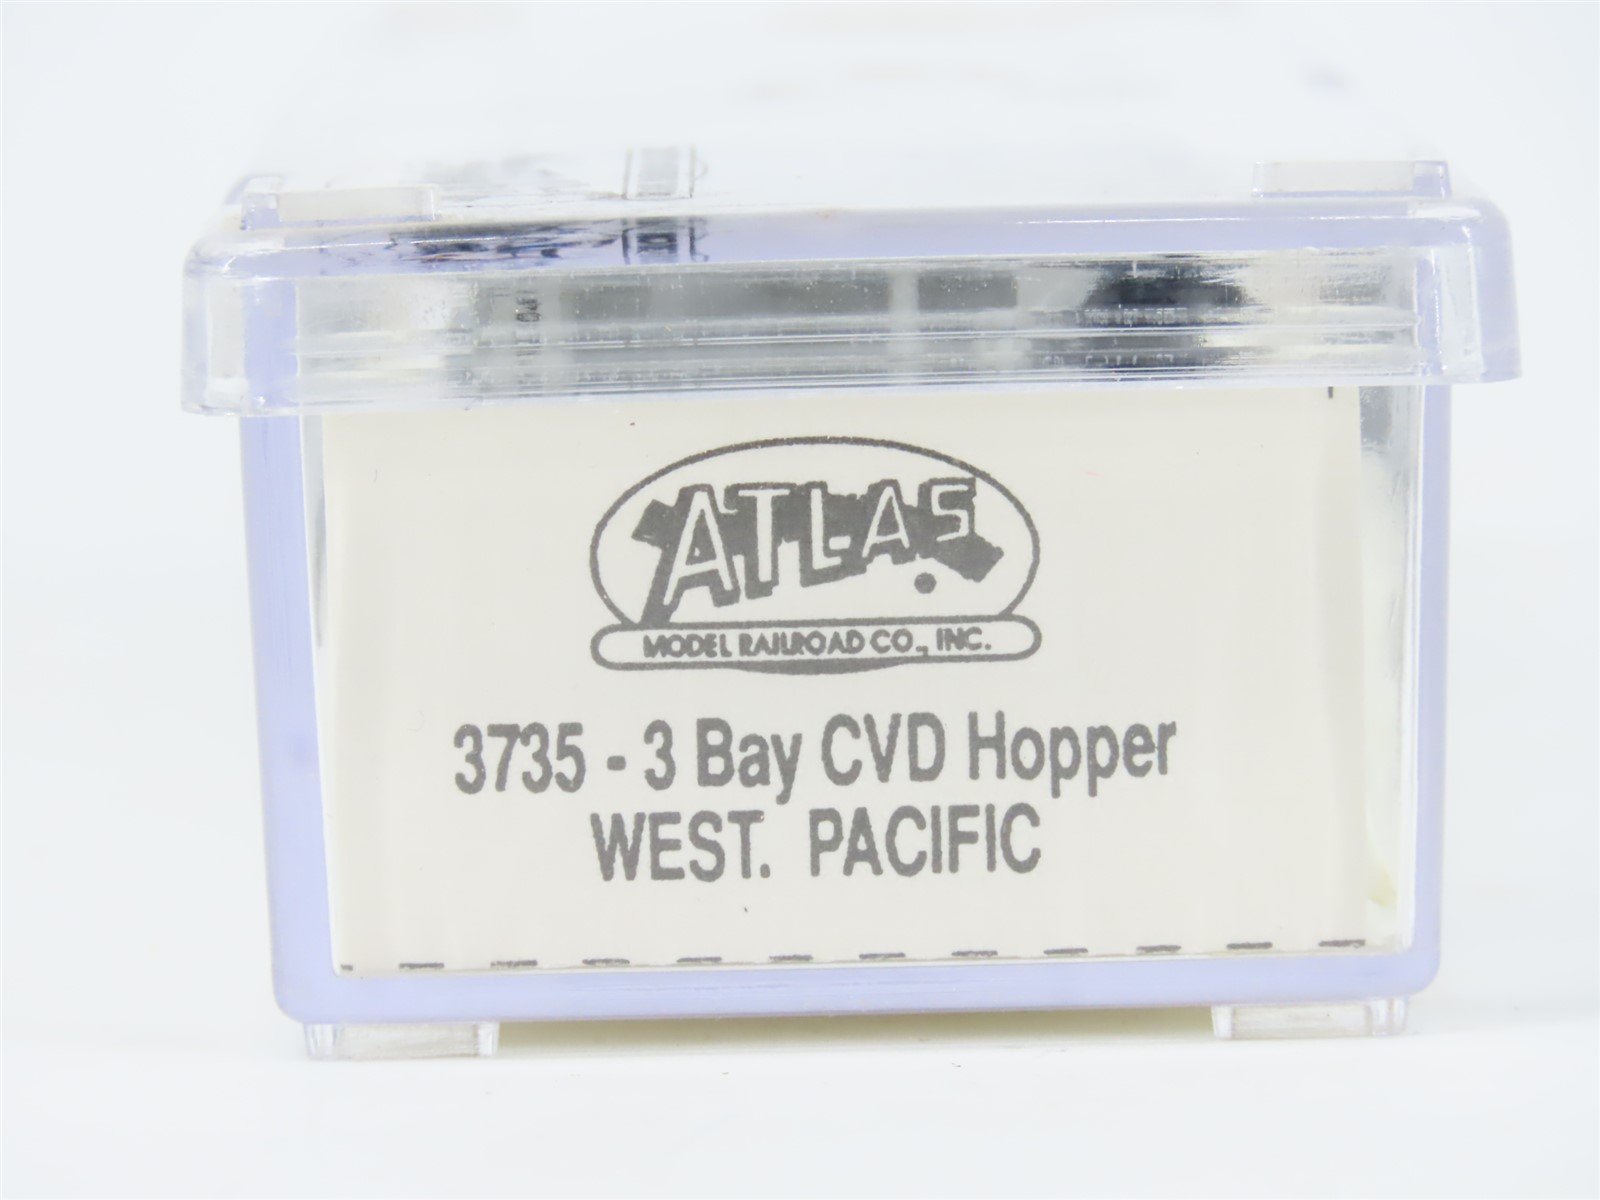 ATLAS
MODEL RAILROAD CO., INC.
3735 - 3 Bay CVD Hopper
WEST. PACIFIC